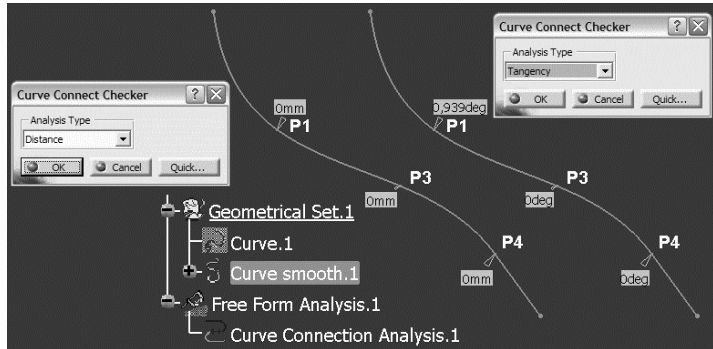 Curve Connect Checker
Analysis Type
Tangency
OK Cancel Quick...
Curve Connect Checker
Analysis Type
Distance
OK Cancel Quick...
0mm
P1
0,939deg
P1
P3
0mm
P3
0deg
P4
0mm
P4
0deg
Geometrical Set.1
Curve.1
Curve smooth.1
Free Form Analysis.1
Curve Connection Analysis.1